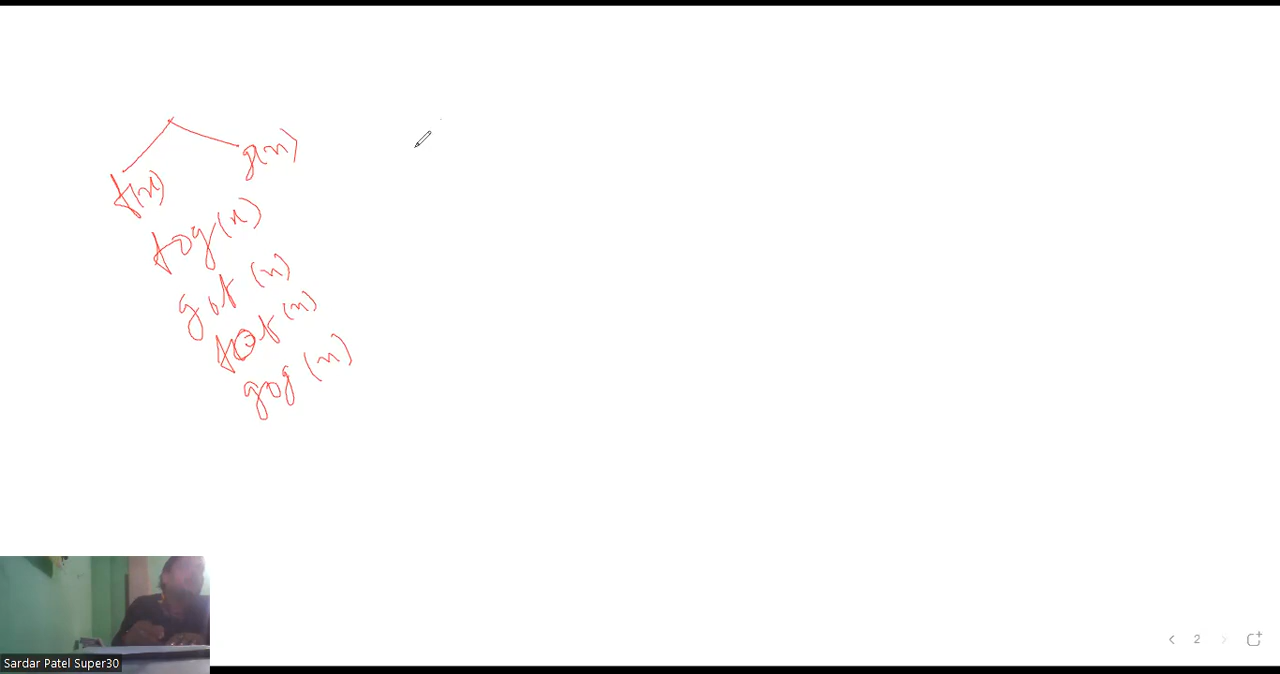 g(x)
f(x)
fog(x)
gof(x)
fof(x)
gog(x)
2
Sardar Patel Super30